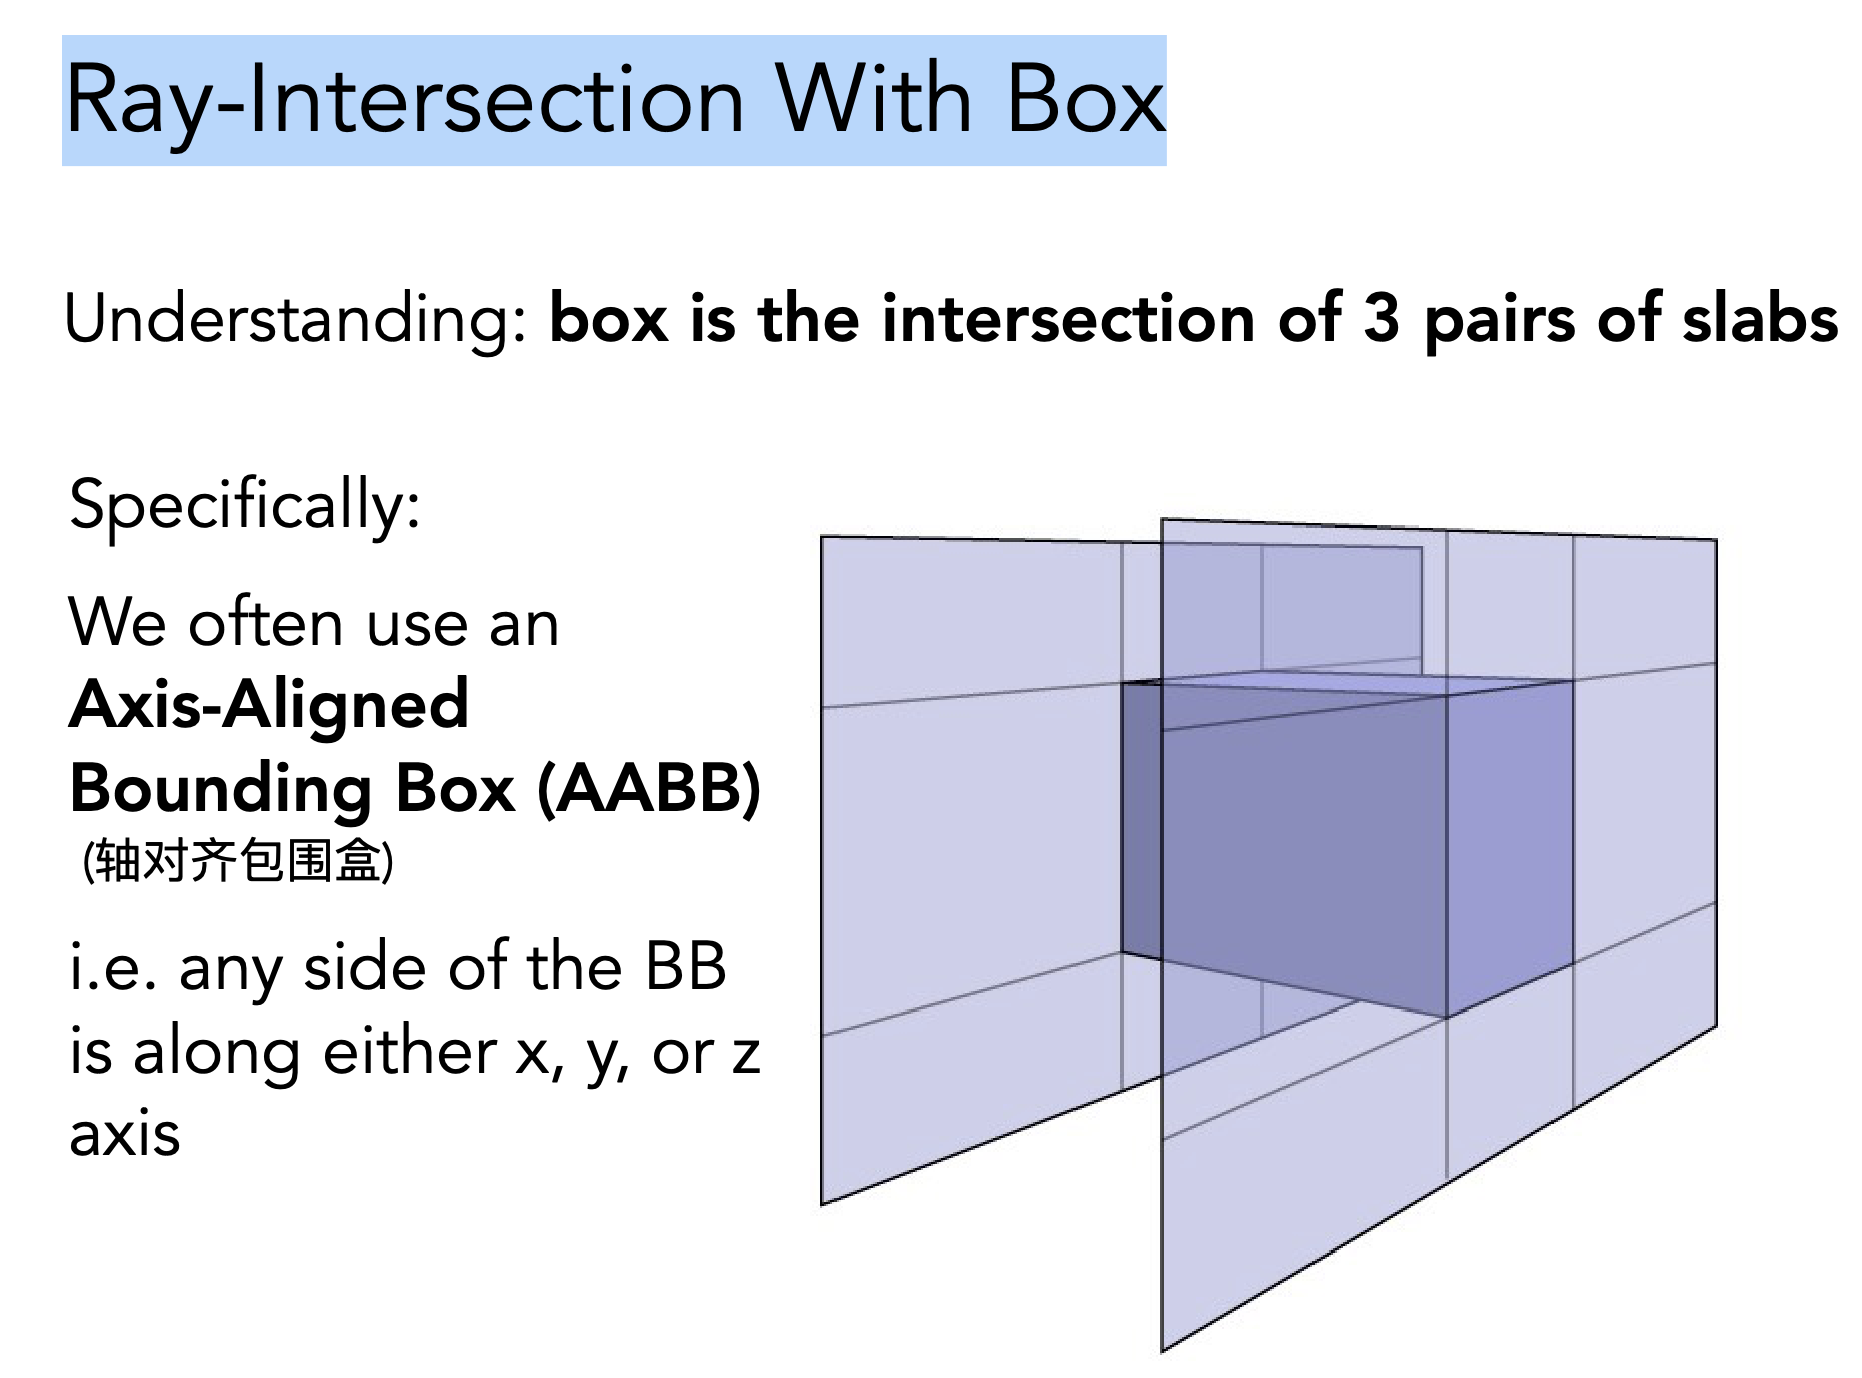 Ray-Intersection With Box
Understanding: box is the intersection of 3 pairs of slabs
Specifically:
We often use an
Axis-Aligned
Bounding Box (AABB)
(轴对齐包围盒)
i.e. any side of the BB
is along either x, y, or z
axis